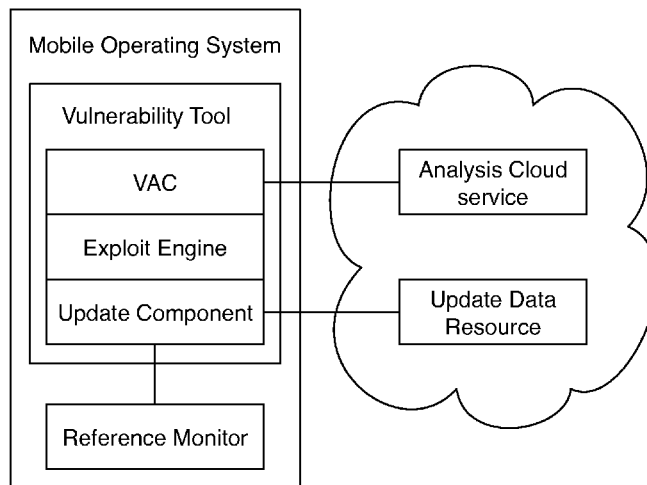 Mobile Operating System
Vulnerability Tool
VAC
Exploit Engine
Update Component
Reference Monitor
Analysis Cloud
service
Update Data
Resource